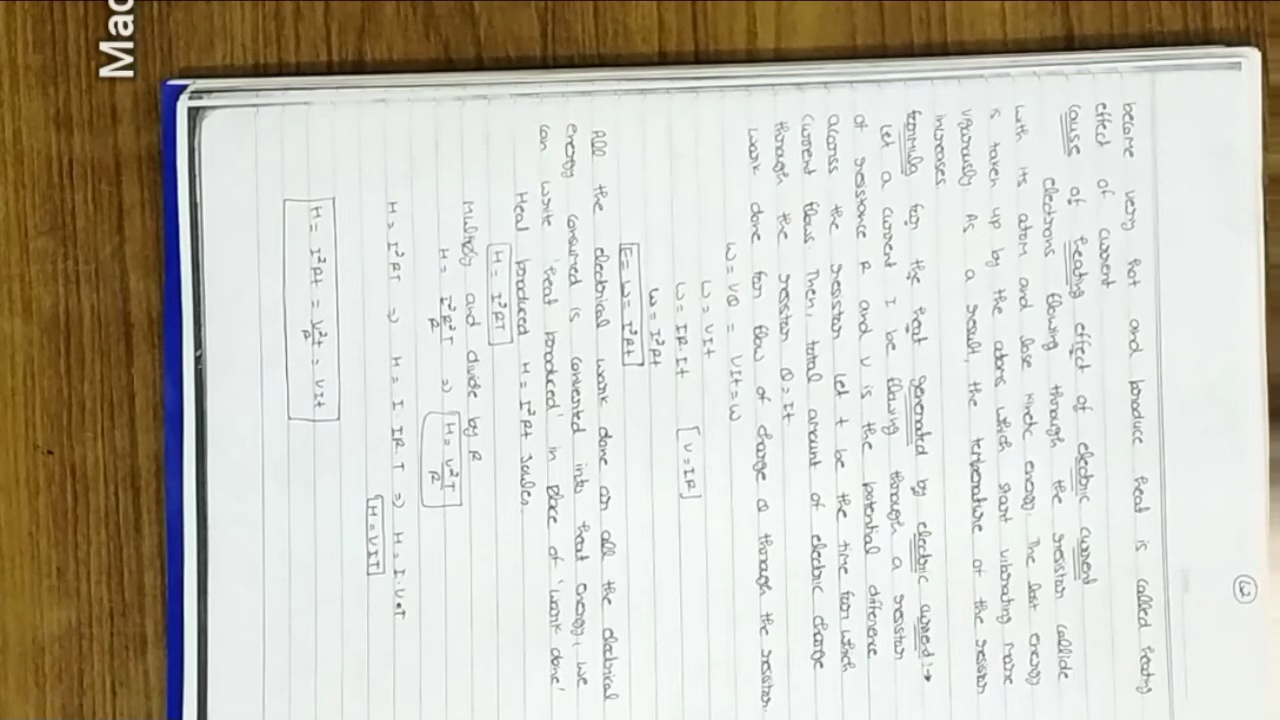 (3)
become very hot and produce heat is called heating
effect of current
cause of heating effect of electric current
electrons flowing through the resistor collide
with its atom and lose kinetic energy. The lost energy
is taken up by the atoms which start vibrating more
vigorously As a result, the temperature of the resistor
increases.
formula for the heat generated by electric current :→
Let a current I be flowing through a resistor
of resistance R and V is the potential difference
across the resistor Let t be the time for which
current flows Then, total amount of electric charge
through the resistor Q = It
work done for flow of charge Q through the resistor.
W = VQ = VIt = W
W = VIt
W = IR.It [V = IR]
W = I²Rt
E = W = I²Rt
All the electrical work done or all the electrical
energy consumed is converted into heat energy, we
can write 'heat produced' in place of 'work done'
Heat produced H = I²Rt Joules.
H = I²RT
Multiply and divide by R
H = I²R²T/R ⇒ H = V²T/R
H = I²RT ⇒ H = I IR.T ⇒ H = I.V.T
H = VIT
H = I²Rt = V²t/R = VIt
Mad